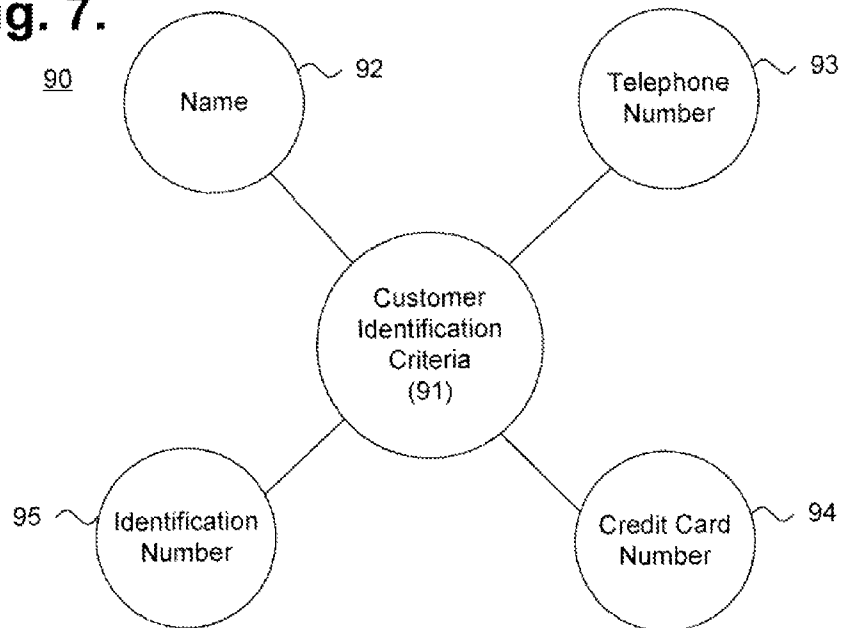 g. 7.
90
Name
92
Telephone
Number
93
Customer
Identification
Criteria
(91)
95
Identification
Number
Credit Card
Number
94